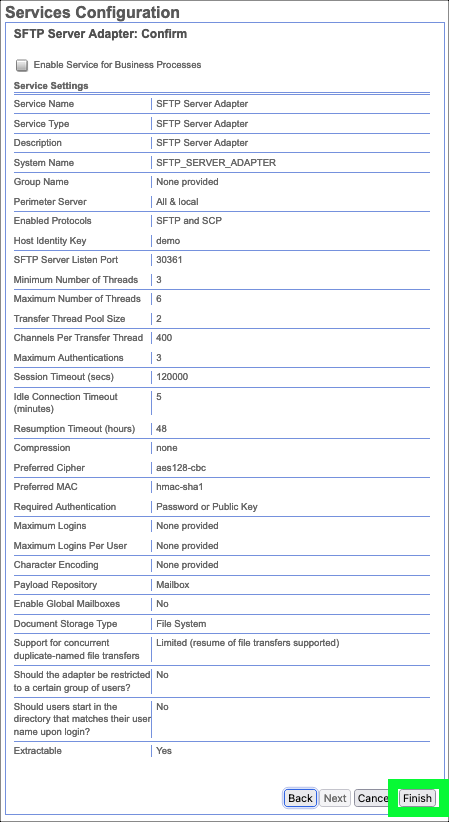 Services Configuration
SFTP Server Adapter: Confirm
Enable Service for Business Processes
Service Settings
Service Name SFTP Server Adapter
Service Type SFTP Server Adapter
Description SFTP Server Adapter
System Name SFTP_SERVER_ADAPTER
Group Name None provided
Perimeter Server All & local
Enabled Protocols SFTP and SCP
Host Identity Key demo
SFTP Server Listen Port 30361
Minimum Number of Threads 3
Maximum Number of Threads 6
Transfer Thread Pool Size 2
Channels Per Transfer Thread 400
Maximum Authentications 3
Session Timeout (secs) 120000
Idle Connection Timeout 5
(minutes)
Resumption Timeout (hours) 48
Compression none
Preferred Cipher aes128-cbc
Preferred MAC hmac-sha1
Required Authentication Password or Public Key
Maximum Logins None provided
Maximum Logins Per User None provided
Character Encoding None provided
Payload Repository Mailbox
Enable Global Mailboxes No
Document Storage Type File System
Support for concurrent Limited (resume of file transfers supported)
duplicate-named file transfers
Should the adapter be restricted No
to a certain group of users?
Should users start in the No
directory that matches their user
name upon login?
Extractable Yes
Back Next Cance Finish